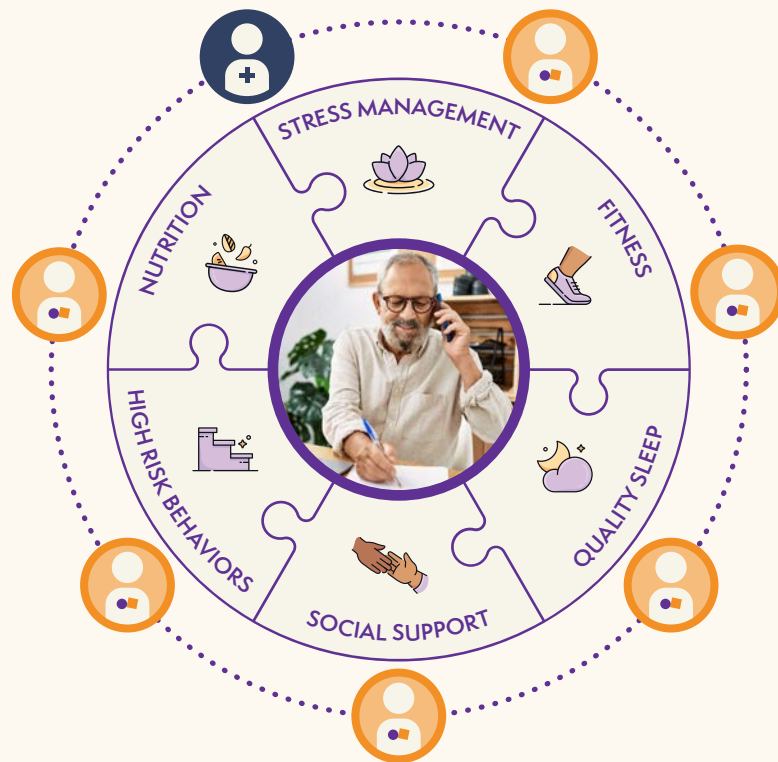 STRESS MANAGEMENT
FITNESS
QUALITY SLEEP
SOCIAL SUPPORT
HIGH RISK BEHAVIORS
NUTRITION